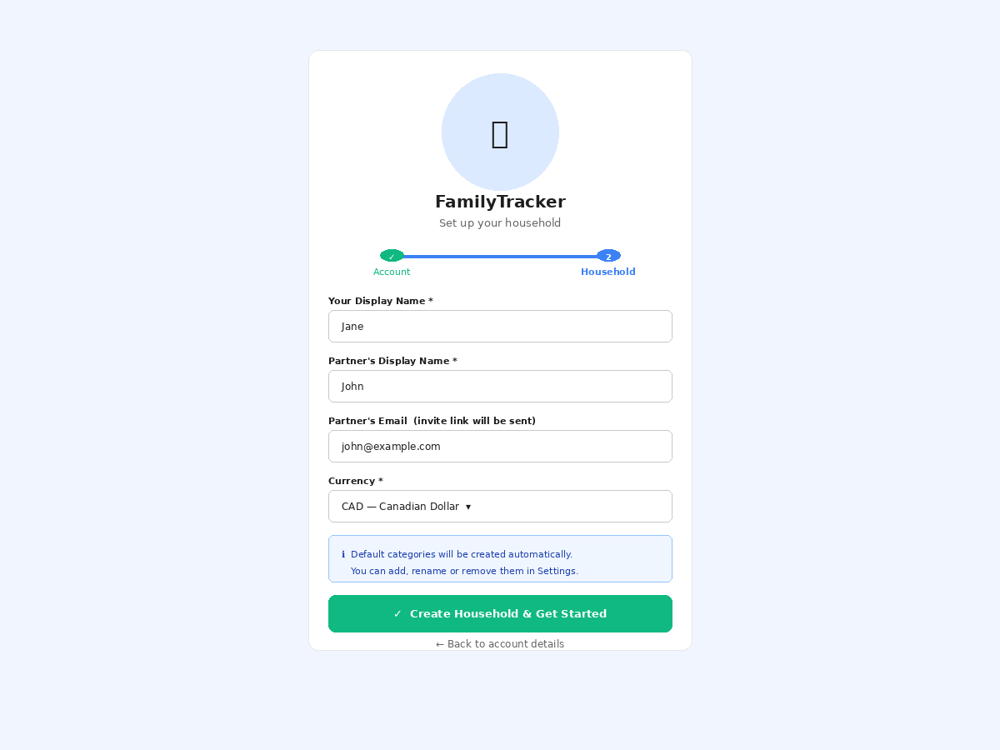 FamilyTracker
Set up your household
✓ 2
Account Household
Your Display Name *
Jane
Partner's Display Name *
John
Partner's Email (invite link will be sent)
john@example.com
Currency *
CAD — Canadian Dollar ▾
ℹ Default categories will be created automatically.
You can add, rename or remove them in Settings.
✓ Create Household & Get Started
← Back to account details